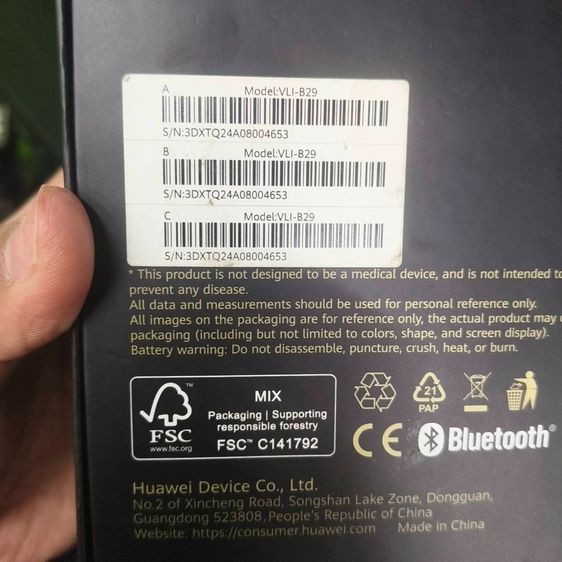 A Model:VLI-B29
S/N:3DXTQ24A08004653
B Model:VLI-B29
S/N:3DXTQ24A08004653
C Model:VLI-B29
S/N:3DXTQ24A08004653
* This product is not designed to be a medical device, and is not intended to
prevent any disease.
All data and measurements should be used for personal reference only.
All images on the packaging are for reference only, the actual product may
packaging (including but not limited to colors, shape, and screen display).
Battery warning: Do not disassemble, puncture, crush, heat, or burn.
FSC
www.fsc.org
MIX
Packaging | Supporting
responsible forestry
FSC™ C141792
21
PAP
CE
Bluetooth®
Huawei Device Co., Ltd.
No.2 of Xincheng Road, Songshan Lake Zone, Dongguan,
Guangdong 523808, People's Republic of China
Website: https://consumer.huawei.com Made in China